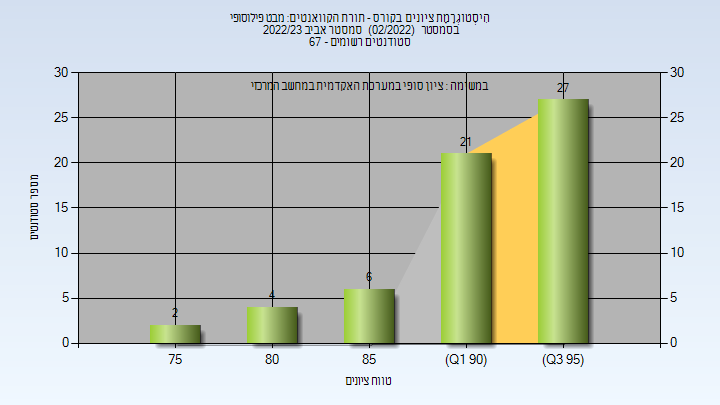 היסטוגרמת ציונים בקורס - תורת הקוואנטים: מבט פילוסופי
בסמסטר (02/2022) סמסטר אביב 2022/23
סטודנטים רשומים - 67
במשימה : ציון סופי במערכת האקדמית במחשב המרכזי
30 30
25 25
20 20
15 15
10 10
5 5
0 0
27
21
6
4
2
מספר סטודנטים
75 80 85 (Q1 90) (Q3 95)
טווח ציונים